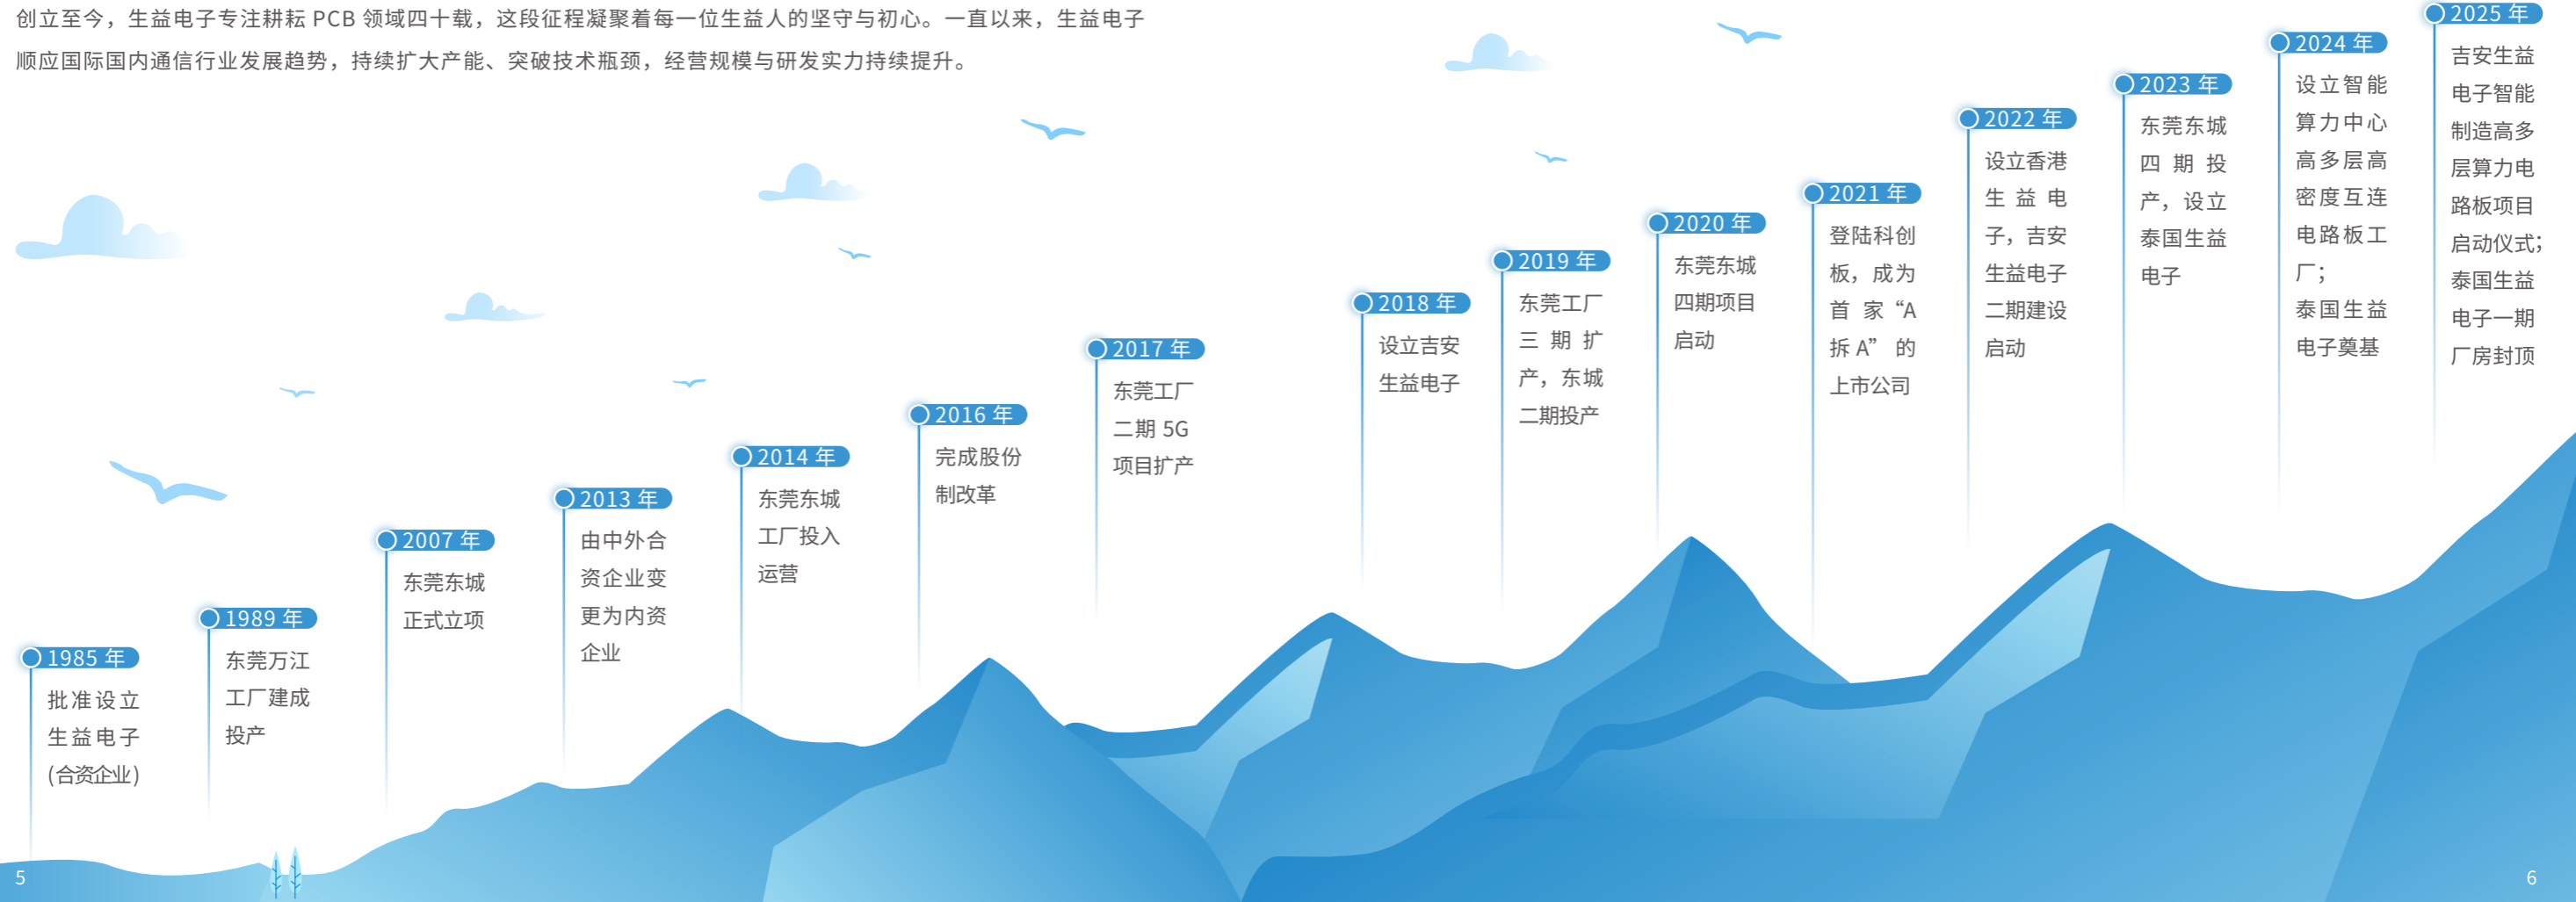 创立至今，生益电子专注耕耘 PCB 领域四十载，这段征程凝聚着每一位生益人的坚守与初心。一直以来，生益电子
顺应国际国内通信行业发展趋势，持续扩大产能、突破技术瓶颈，经营规模与研发实力持续提升。
1985 年
批准设立
生益电子
(合资企业)
1989 年
东莞万江
工厂建成
投产
2007 年
东莞东城
正式立项
2013 年
由中外合
资企业变
更为内资
企业
2014 年
东莞东城
工厂投入
运营
2016 年
完成股份
制改革
2017 年
东莞工厂
二期 5G
项目扩产
2018 年
设立吉安
生益电子
2019 年
东莞工厂
三期扩
产，东城
二期投产
2020 年
东莞东城
四期项目
启动
2021 年
登陆科创
板，成为
首家“A
拆 A”的
上市公司
2022 年
设立香港
生益电
子，吉安
生益电子
二期建设
启动
2023 年
东莞东城
四期投
产，设立
泰国生益
电子
2024 年
设立智能
算力中心
高多层高
密度互连
电路板工
厂；
泰国生益
电子奠基
2025 年
吉安生益
电子智能
制造高多
层算力电
路板项目
启动仪式；
泰国生益
电子一期
厂房封顶
5
6